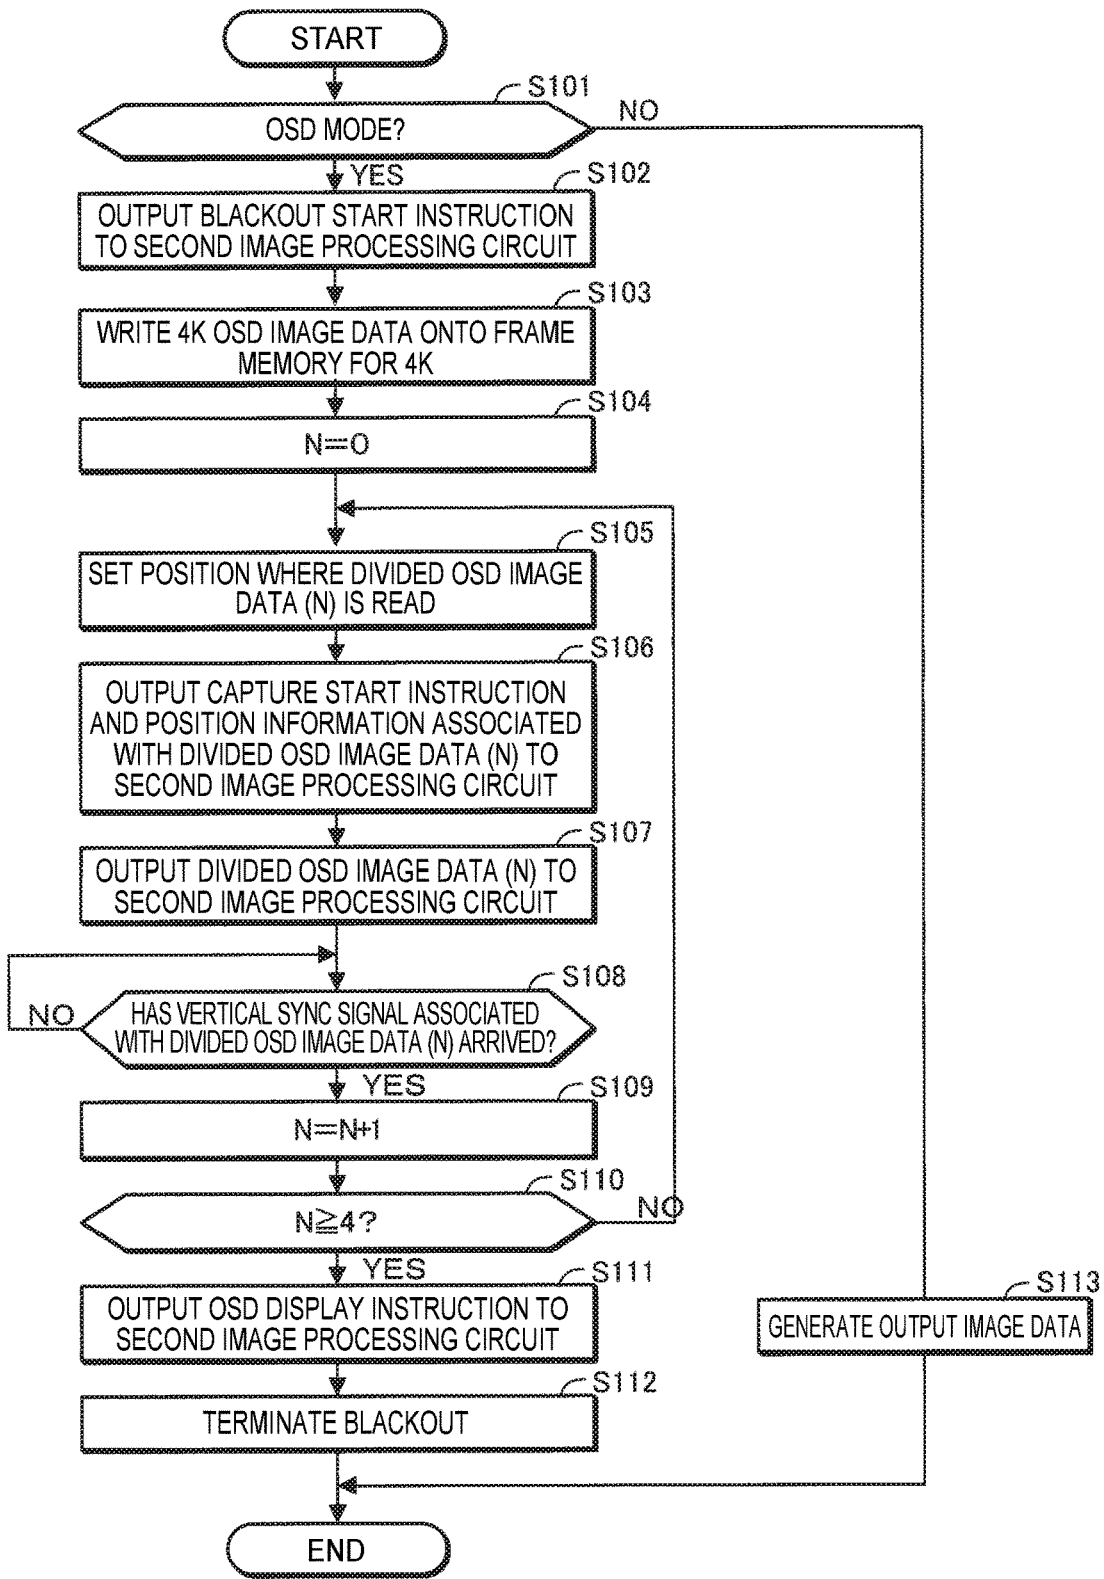 START
S101
OSD MODE?
NO
YES
S102
OUTPUT BLACKOUT START INSTRUCTION
TO SECOND IMAGE PROCESSING CIRCUIT
S103
WRITE 4K OSD IMAGE DATA ONTO FRAME
MEMORY FOR 4K
S104
N=0
S105
SET POSITION WHERE DIVIDED OSD IMAGE
DATA (N) IS READ
S106
OUTPUT CAPTURE START INSTRUCTION
AND POSITION INFORMATION ASSOCIATED
WITH DIVIDED OSD IMAGE DATA (N) TO
SECOND IMAGE PROCESSING CIRCUIT
S107
OUTPUT DIVIDED OSD IMAGE DATA (N) TO
SECOND IMAGE PROCESSING CIRCUIT
S108
NO
HAS VERTICAL SYNC SIGNAL ASSOCIATED
WITH DIVIDED OSD IMAGE DATA (N) ARRIVED?
YES
S109
N=N+1
S110
N≧4?
NO
YES
S111
OUTPUT OSD DISPLAY INSTRUCTION TO
SECOND IMAGE PROCESSING CIRCUIT
S113
GENERATE OUTPUT IMAGE DATA
S112
TERMINATE BLACKOUT
END